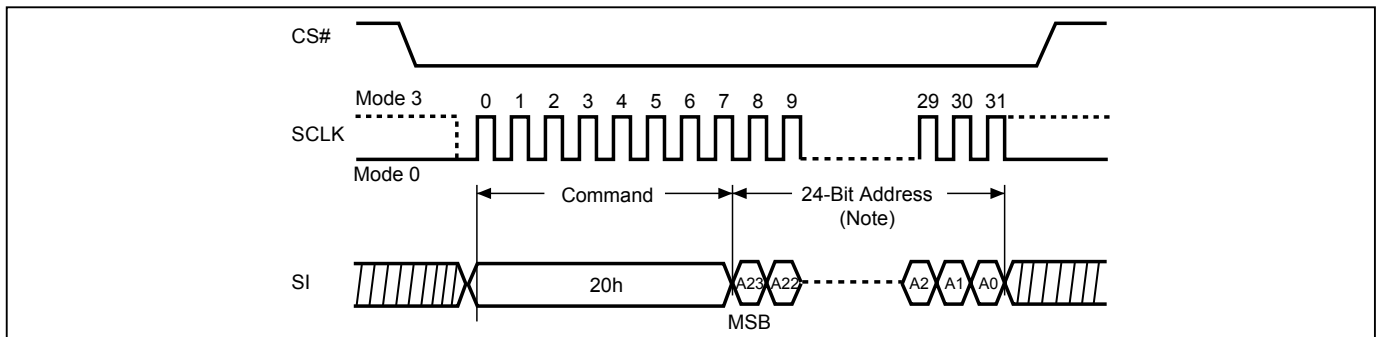 CS#
Mode 3
0 1 2 3 4 5 6 7 8 9 29 30 31
SCLK
Mode 0
Command
24-Bit Address
(Note)
SI
20h
A23 A22 A2 A1 A0
MSB